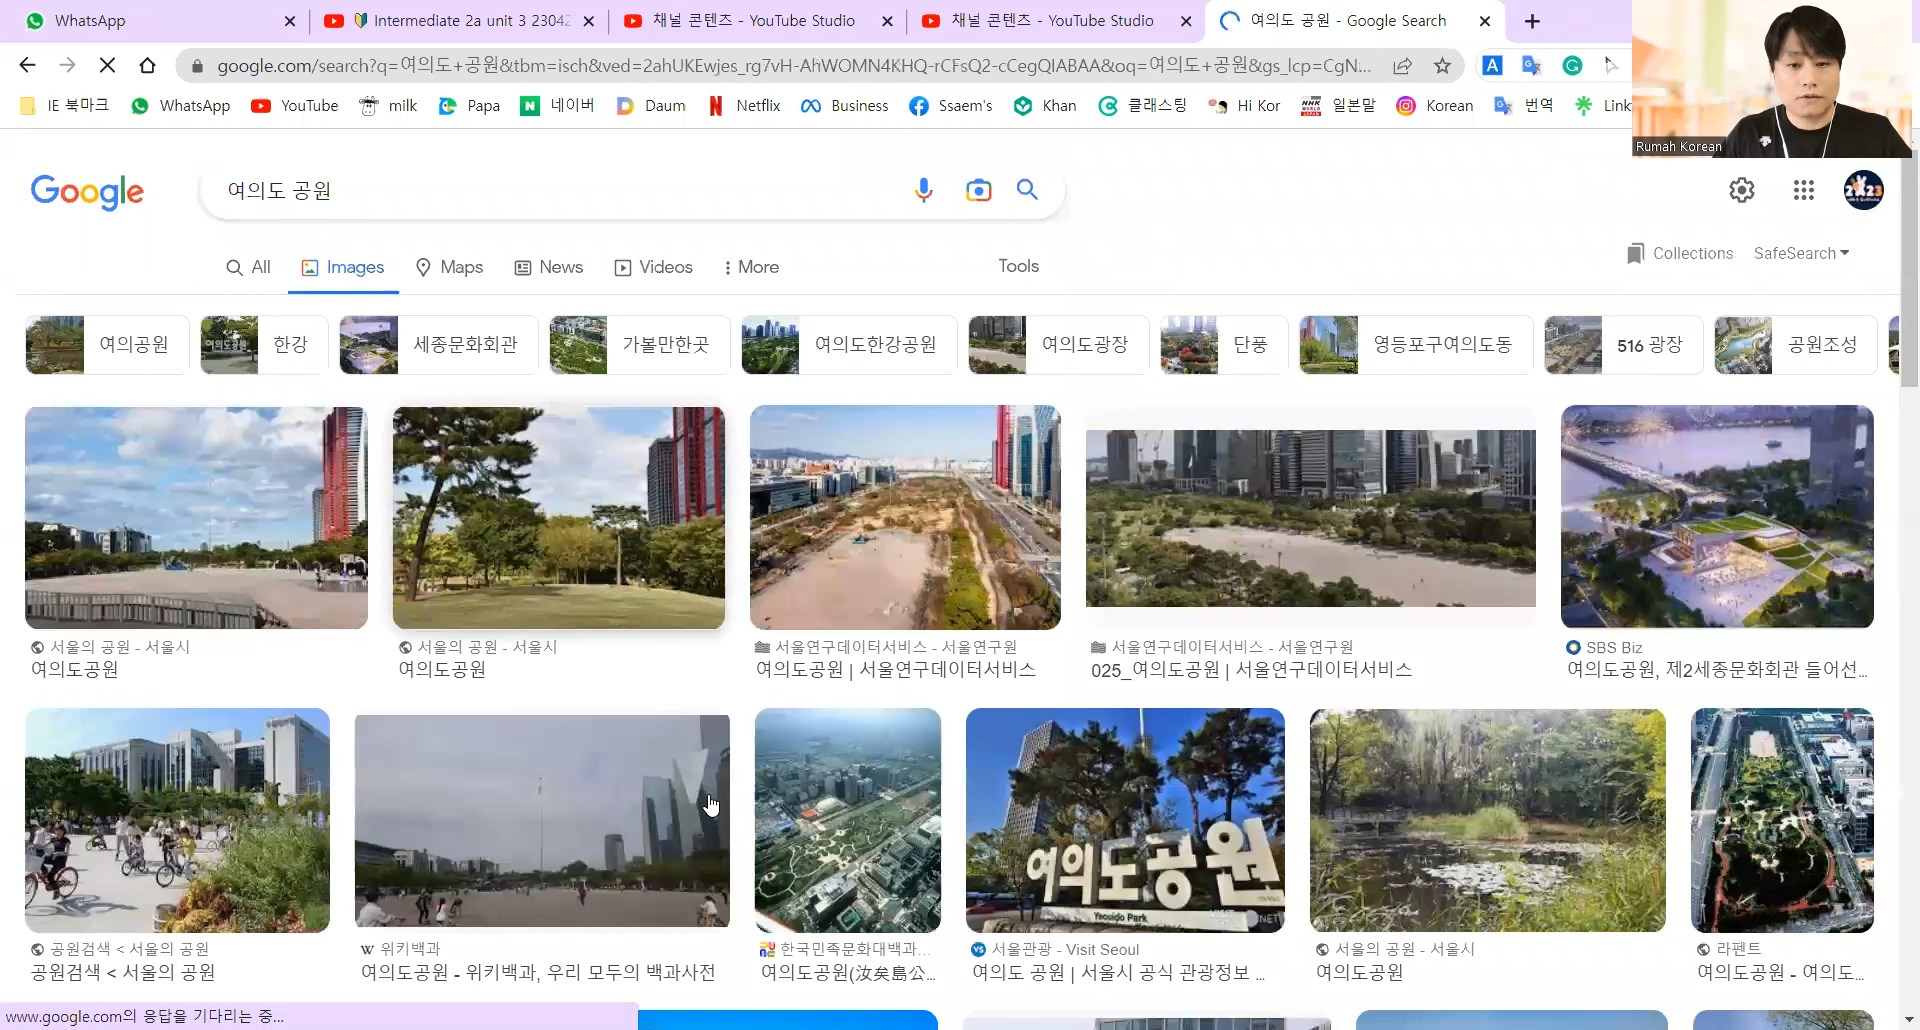 WhatsApp
Intermediate 2a unit 3 23042
채널 콘텐츠 - YouTube Studio
채널 콘텐츠 - YouTube Studio
여의도 공원 - Google Search
google.com/search?q=여의도+공원&tbm=isch&ved=2ahUKEwjes_rg7vH-AhWOMN4KHQ-rCFsQ2-cCegQIABAA&oq=여의도+공원&gs_lcp=CgN...
IE 북마크 WhatsApp YouTube milk Papa 네이버 Daum Netflix Business Ssaem's Khan 클래스팅 Hi Kor 일본말 Korean 번역 Link
Rumah Korean
Google
여의도 공원
2023
All Images Maps News Videos More Tools
Collections SafeSearch
여의공원 한강 세종문화회관 가볼만한곳 여의도한강공원 여의도광장 단풍 영등포구여의도동 516 광장 공원조성
서울의 공원 - 서울시
여의도공원
서울의 공원 - 서울시
여의도공원
서울연구데이터서비스 - 서울연구원
여의도공원 | 서울연구데이터서비스
서울연구데이터서비스 - 서울연구원
025_여의도공원 | 서울연구데이터서비스
SBS Biz
여의도공원, 제2세종문화회관 들어선...
여의도공원
Yeouido Park
공원검색 < 서울의 공원
공원검색 < 서울의 공원
위키백과
여의도공원 - 위키백과, 우리 모두의 백과사전
한국민족문화대백과...
여의도공원(汝矣島公...
서울관광 - Visit Seoul
여의도 공원 | 서울시 공식 관광정보 ...
서울의 공원 - 서울시
여의도공원
라펜트
여의도공원 - 여의도...
www.google.com의 응답을 기다리는 중...